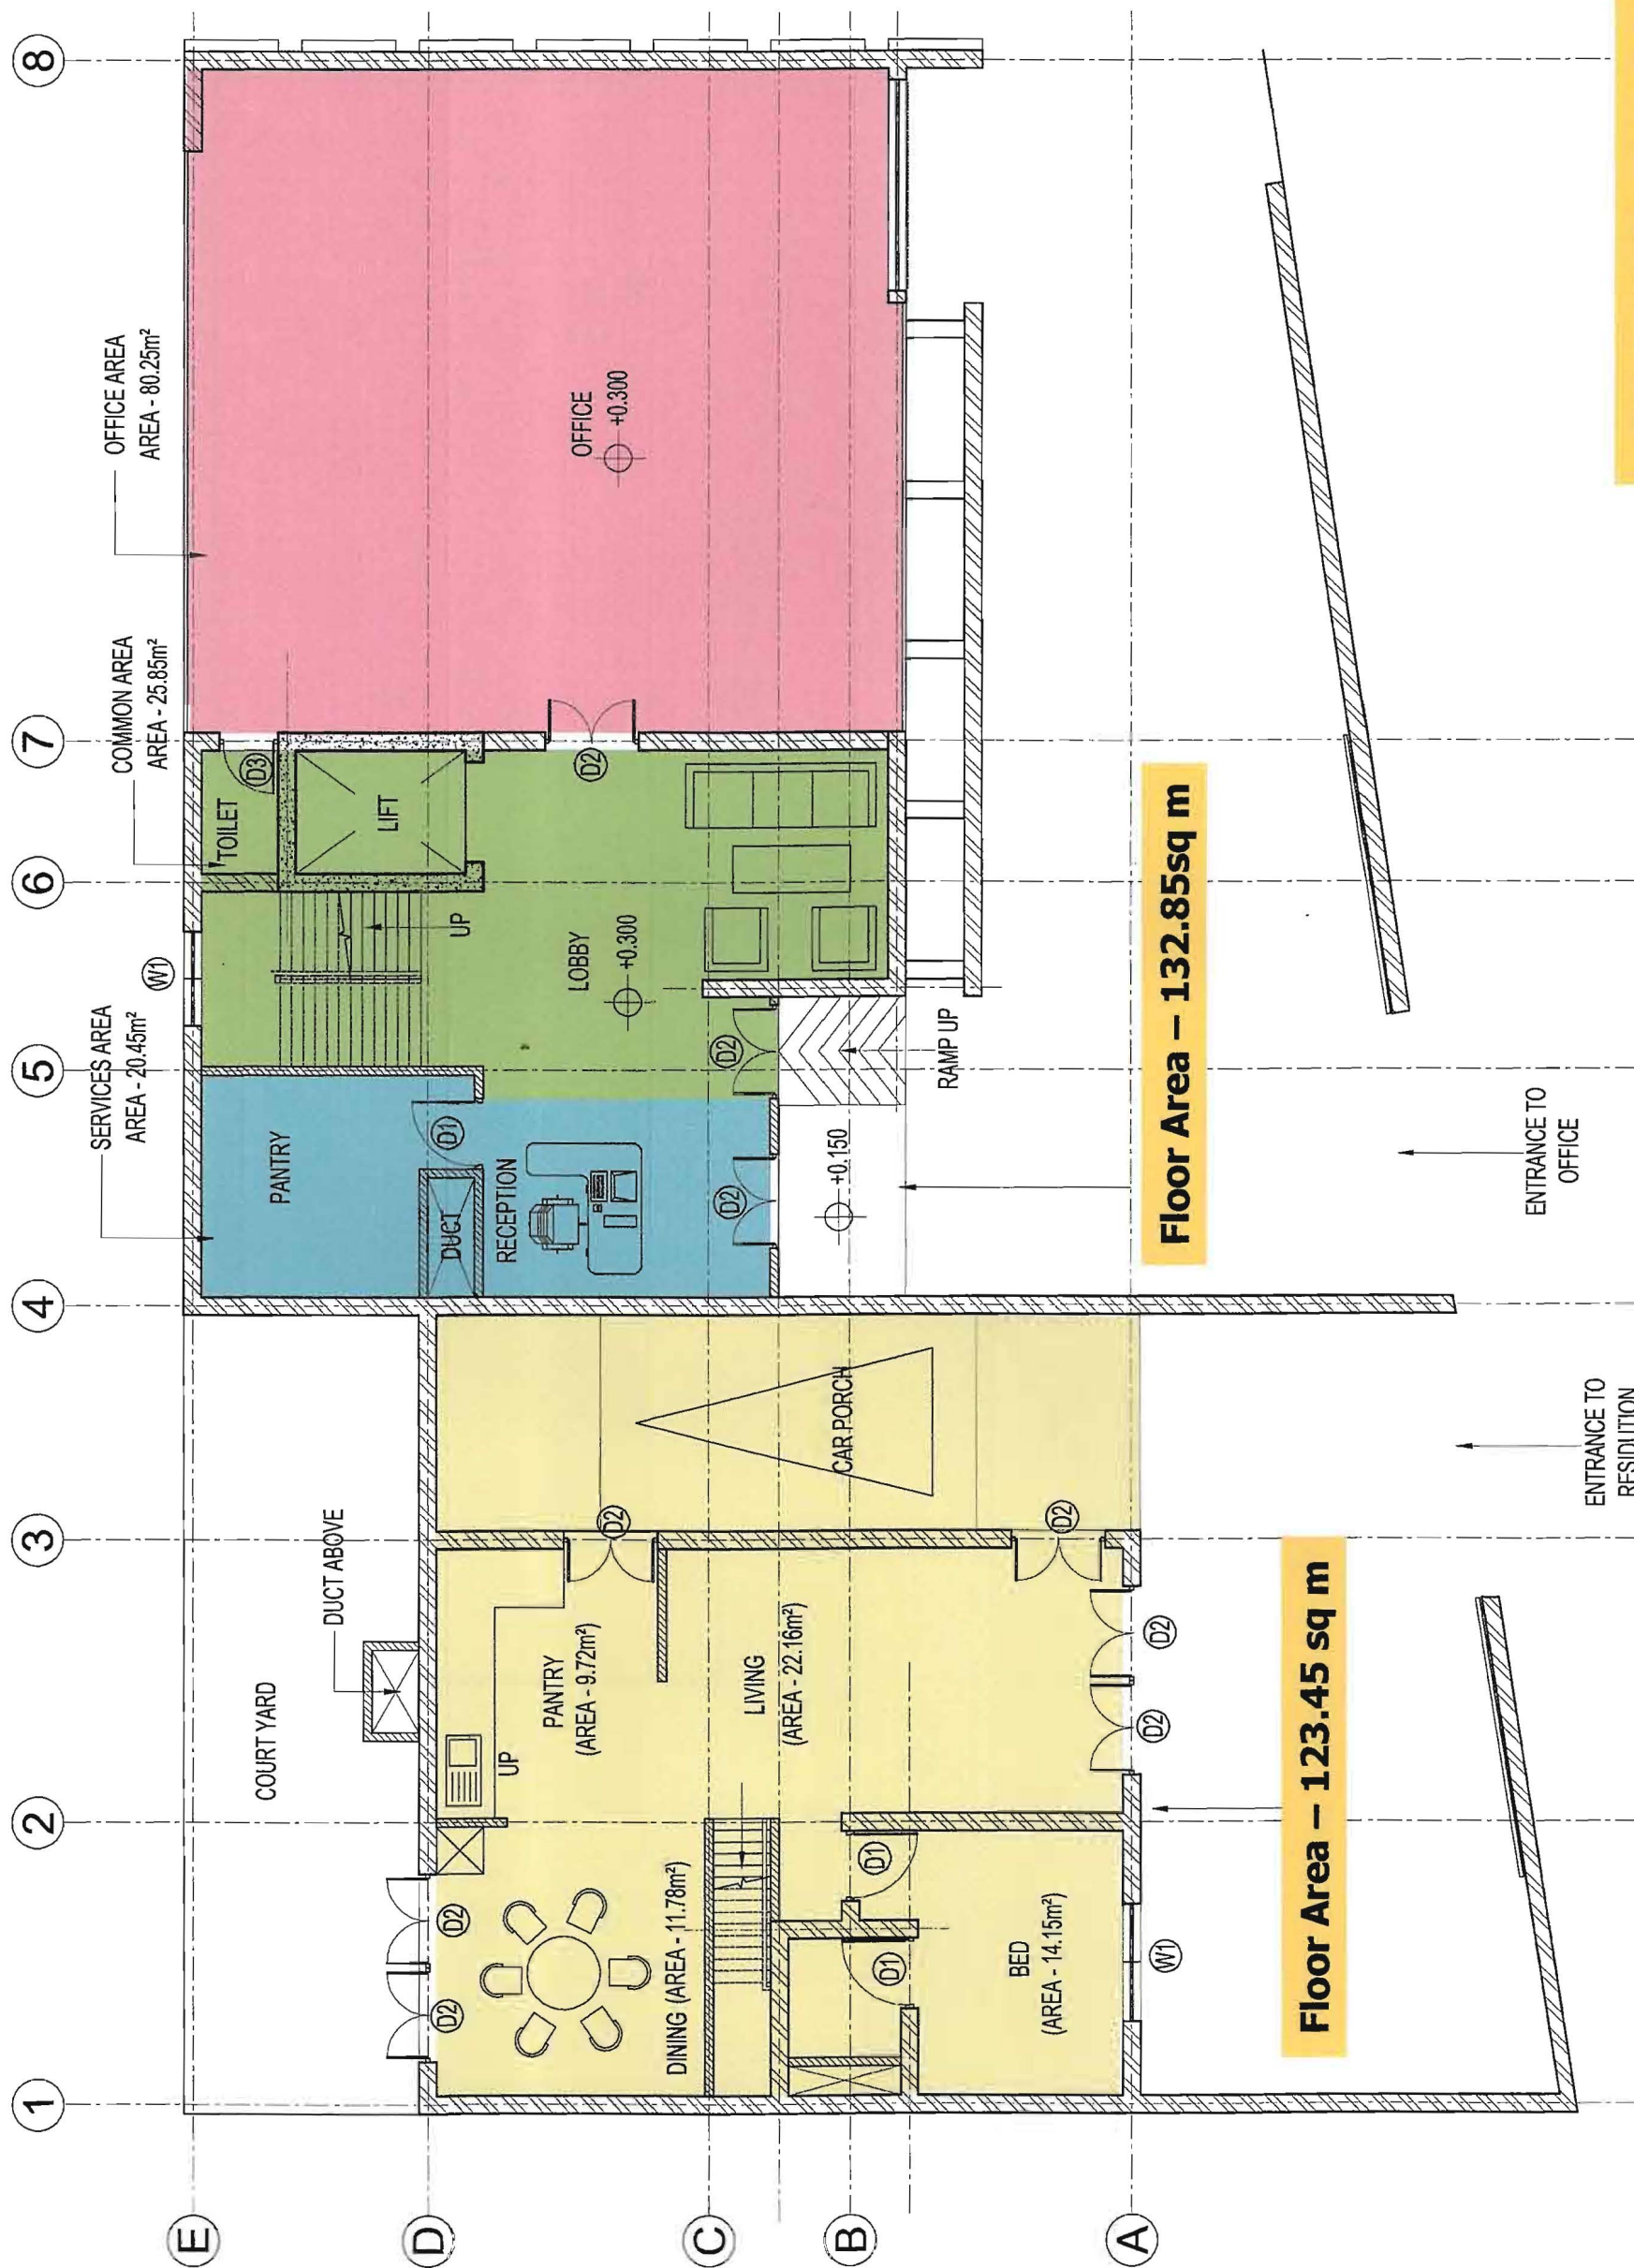 1
2
3
4
5
6
7
8
E
D
C
B
A
OFFICE AREA
AREA - 80.25m²
COMMON AREA
AREA - 25.85m²
SERVICES AREA
AREA - 20.45m²
W1
TOILET
D3
LIFT
UP
PANTRY
D1
DUCT
RECEPTION
LOBBY
+0.300
D2
D2
D2
OFFICE
+0.300
+0.150
RAMP UP
Floor Area – 132.85sq m
ENTRANCE TO
OFFICE
COURT YARD
DUCT ABOVE
D2
D2
UP
PANTRY
(AREA - 9.72m²)
D2
DINING (AREA - 11.78m²)
LIVING
(AREA - 22.16m²)
CAR PORCH
D1
D1
D2
BED
(AREA - 14.15m²)
W1
D2
D2
Floor Area – 123.45 sq m
ENTRANCE TO
RESIDUTION